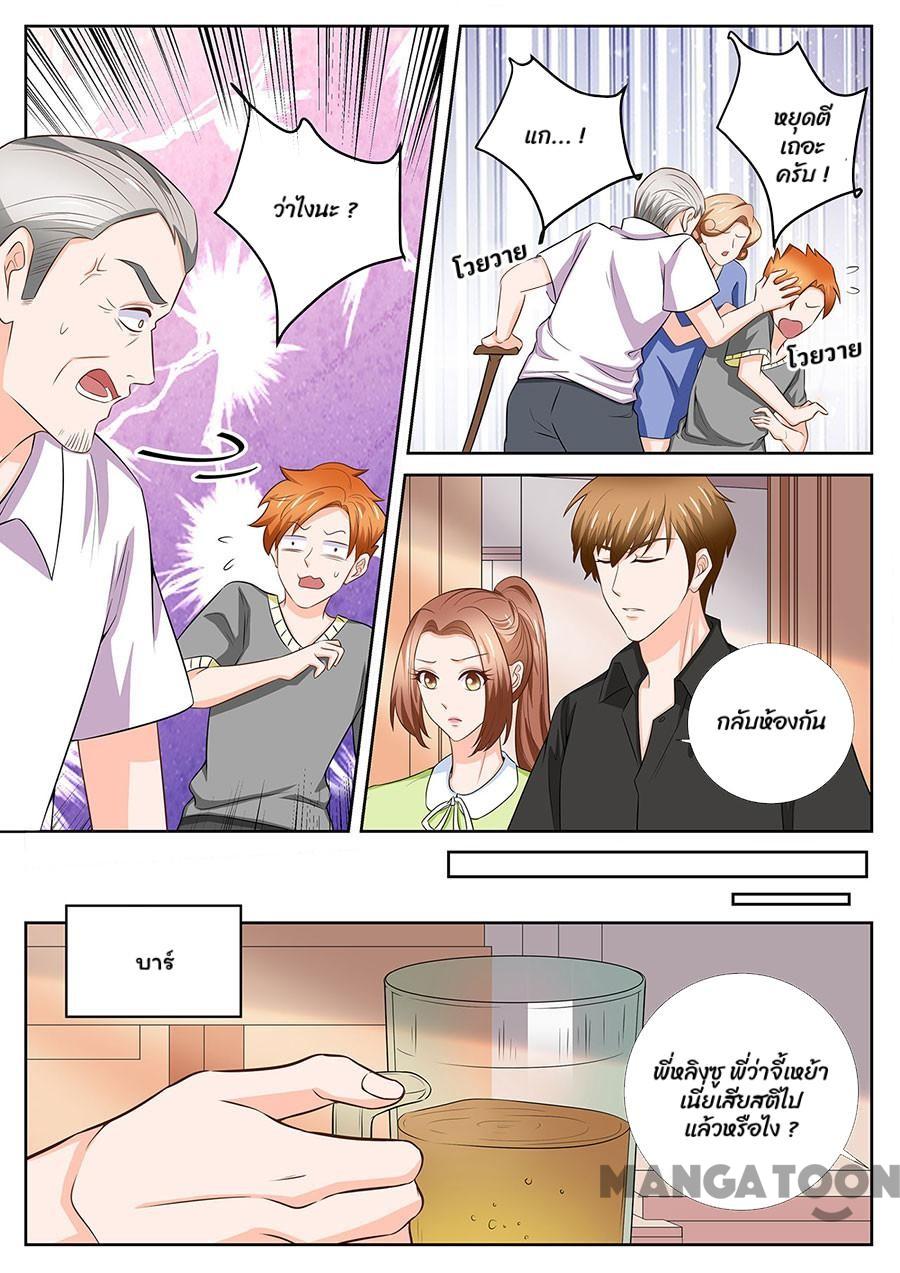 ว่าไงนะ ?
แก... !
หยุดตี
เถอะ
ครับ !
โวยวาย
โวยวาย
กลับห้องกัน
บาร์
พี่หลิงซู พี่ว่าจี้เหย้า
เนี่ยเสียสติไป
แล้วหรือไง ?
MANGATOON